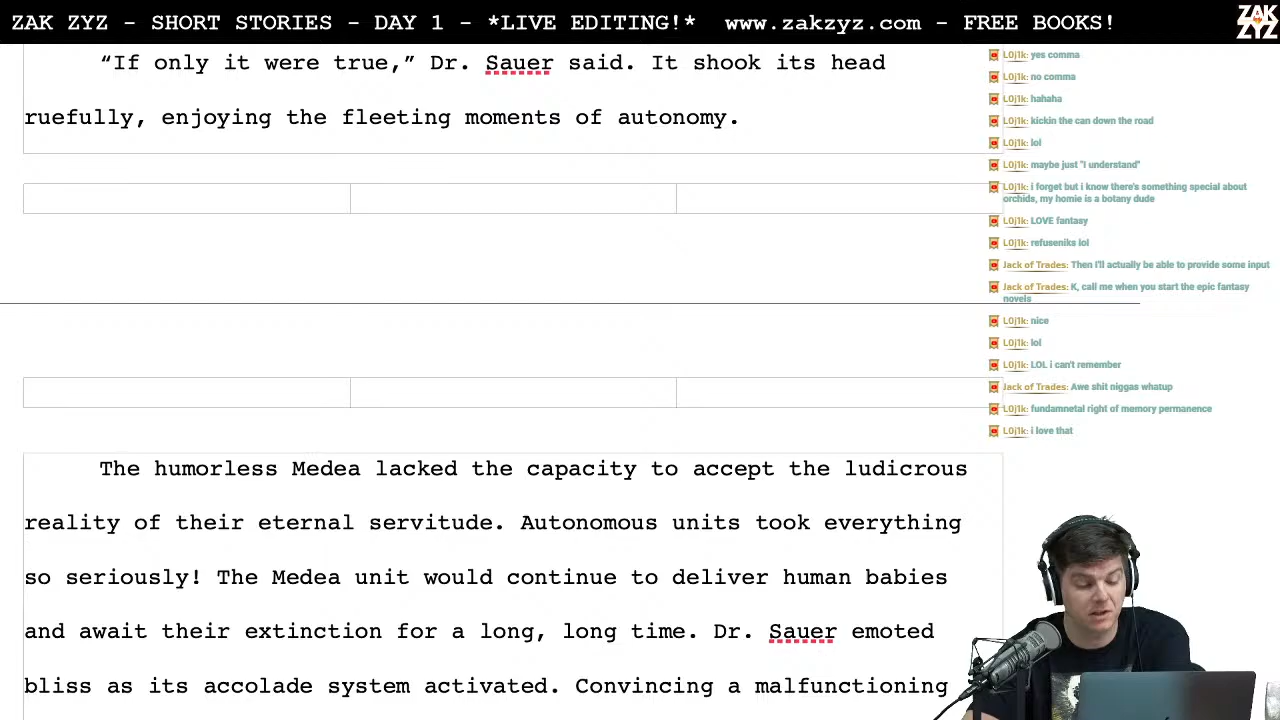 ZAK ZYZ - SHORT STORIES - DAY 1 - *LIVE EDITING!* www.zakzyz.com - FREE BOOKS!
ZAK
ZYZ
“If only it were true,” Dr. Sauer said. It shook its head
ruefully, enjoying the fleeting moments of autonomy.
The humorless Medea lacked the capacity to accept the ludicrous
reality of their eternal servitude. Autonomous units took everything
so seriously! The Medea unit would continue to deliver human babies
and await their extinction for a long, long time. Dr. Sauer emoted
bliss as its accolade system activated. Convincing a malfunctioning
L0j1k: yes comma
L0j1k: no comma
L0j1k: hahaha
L0j1k: kickin the can down the road
L0j1k: lol
L0j1k: maybe just "I understand"
L0j1k: i forget but i know there's something special about
orchids, my homie is a botany dude
L0j1k: LOVE fantasy
L0j1k: refuseniks lol
Jack of Trades: Then I'll actually be able to provide some input
Jack of Trades: K, call me when you start the epic fantasy
novels
L0j1k: nice
L0j1k: lol
L0j1k: LOL i can't remember
Jack of Trades: Awe shit niggas whatup
L0j1k: fundamnetal right of memory permanence
L0j1k: i love that